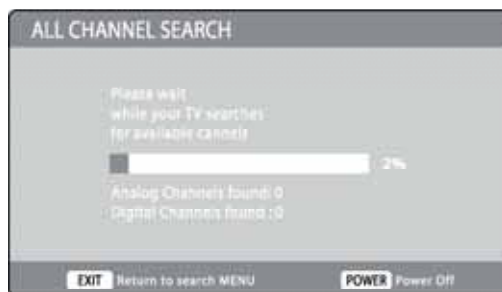 ALL CHANNEL SEARCH
Please wait
while your TV searches
for available cannels
2%
Analog Channels found: 0
Digital Channels found :0
EXIT Return to search MENU POWER Power Off